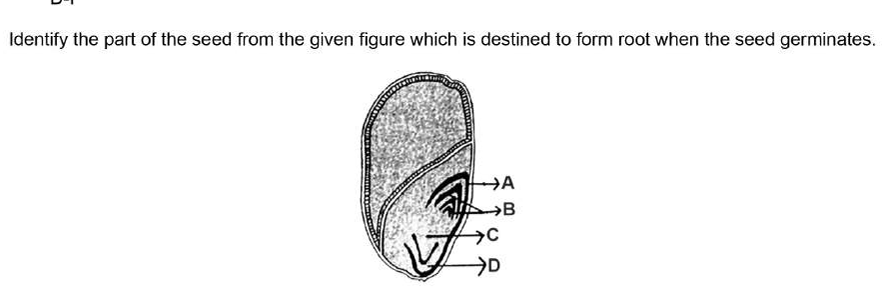 Identify the part of the seed from the given figure which is destined to form root when the seed germinates.
A
B
C
D